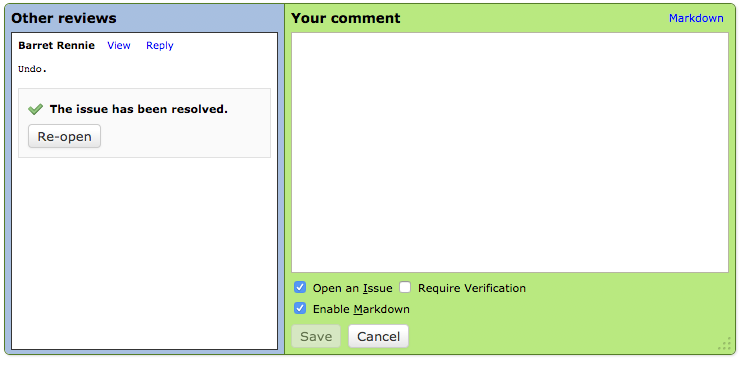 Other reviews
Barret Rennie View Reply
Undo.
The issue has been resolved.
Re-open
Your comment Markdown
Open an Issue Require Verification
Enable Markdown
Save Cancel